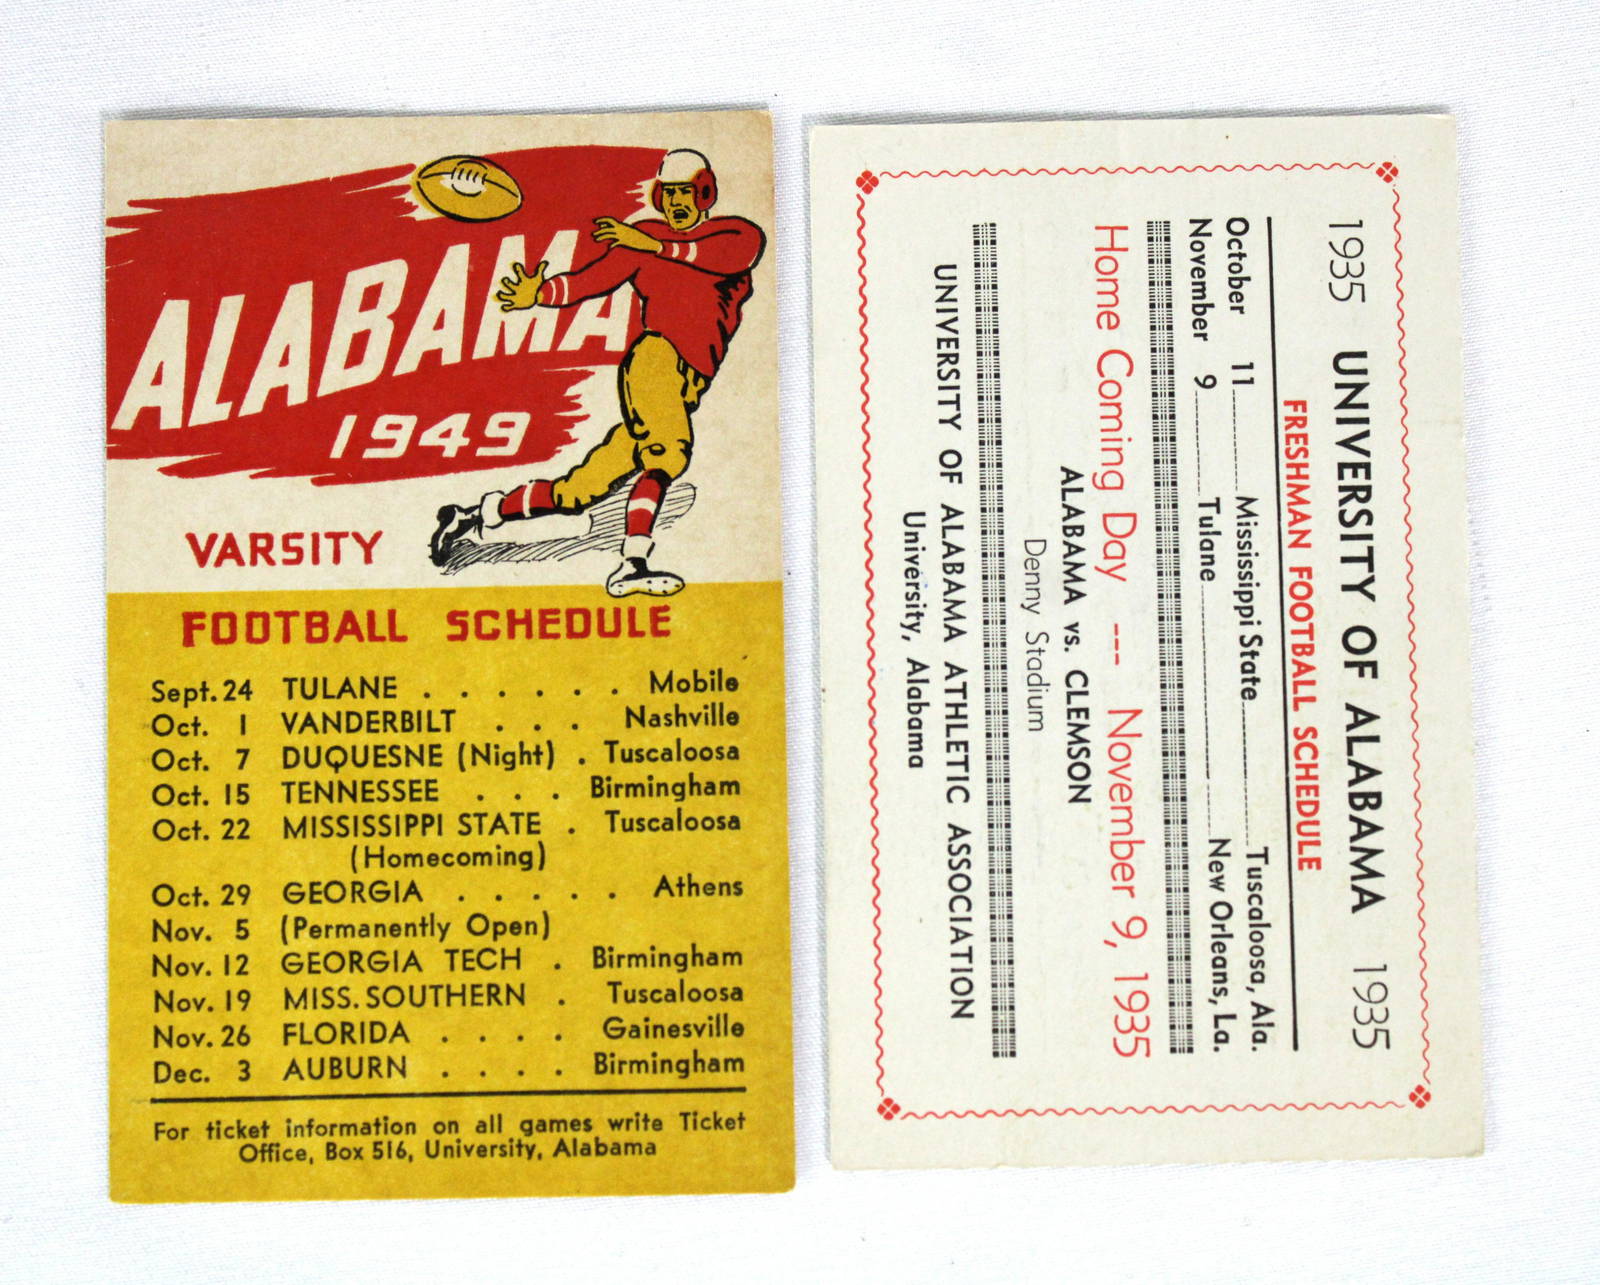 ALABAMA
1949
VARSITY
FOOTBALL SCHEDULE
Sept. 24 TULANE . . . . . . Mobile
Oct. 1 VANDERBILT . . . Nashville
Oct. 7 DUQUESNE (Night) . Tuscaloosa
Oct. 15 TENNESSEE . . . Birmingham
Oct. 22 MISSISSIPPI STATE . Tuscaloosa
(Homecoming)
Oct. 29 GEORGIA . . . . . Athens
Nov. 5 (Permanently Open)
Nov. 12 GEORGIA TECH . Birmingham
Nov. 19 MISS. SOUTHERN . Tuscaloosa
Nov. 26 FLORIDA . . . . Gainesville
Dec. 3 AUBURN . . . . Birmingham
For ticket information on all games write Ticket
Office, Box 516, University, Alabama
1935 UNIVERSITY OF ALABAMA 1935
FRESHMAN FOOTBALL SCHEDULE
October 11 Mississippi State Tuscaloosa, Ala.
November 9 Tulane New Orleans, La.
Home Coming Day --- November 9, 1935
ALABAMA vs. CLEMSON
Denny Stadium
UNIVERSITY OF ALABAMA ATHLETIC ASSOCIATION
University, Alabama